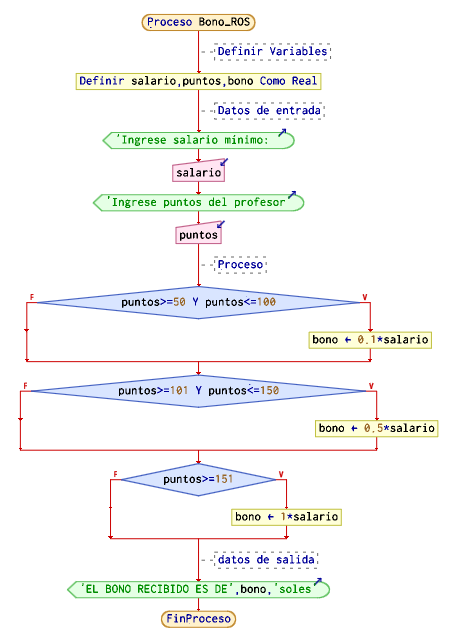 Proceso Bono_ROS
Definir Variables
Definir salario,puntos,bono Como Real
Datos de entrada
'Ingrese salario mínimo:
salario
'Ingrese puntos del profesor
puntos
Proceso
F
puntos>=50 Y puntos<=100
V
bono ← 0.1*salario
F
puntos>=101 Y puntos<=150
V
bono ← 0.5*salario
F
puntos>=151
V
bono ← 1*salario
datos de salida
'EL BONO RECIBIDO ES DE',bono,'soles
FinProceso